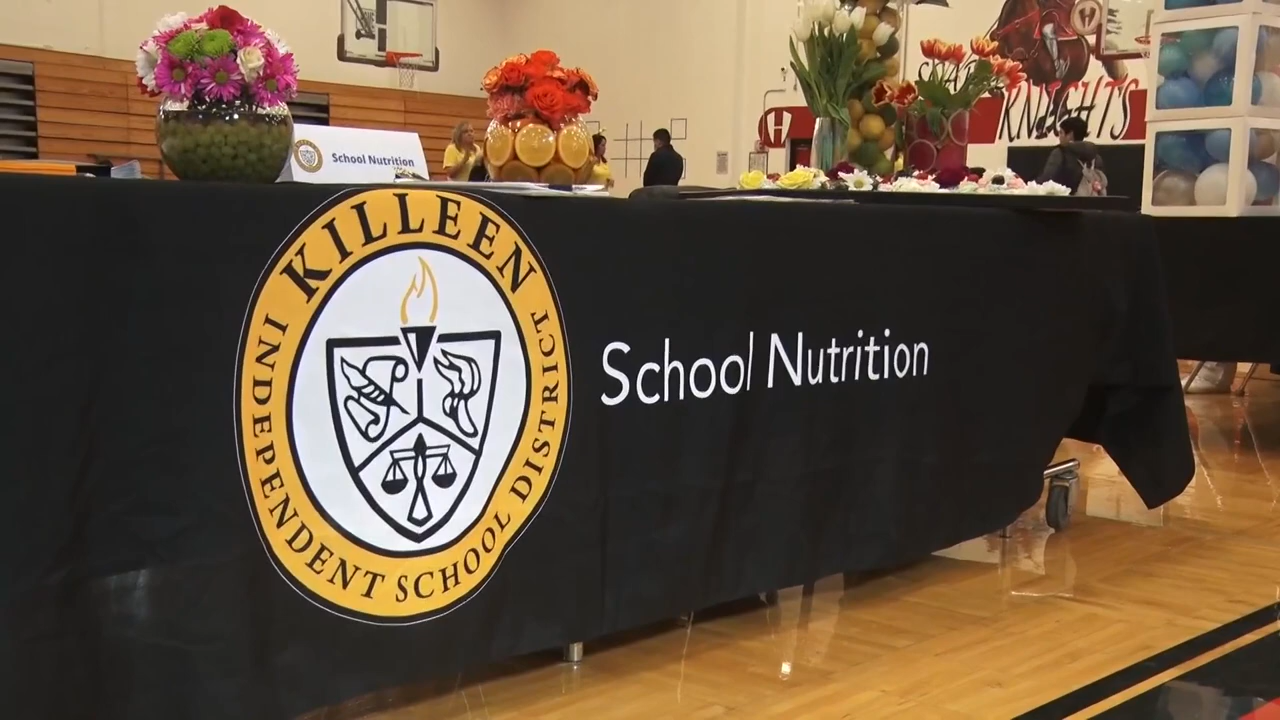 School Nutrition
KNIGHTS
KILLEEN
INDEPENDENT SCHOOL DISTRICT
School Nutrition